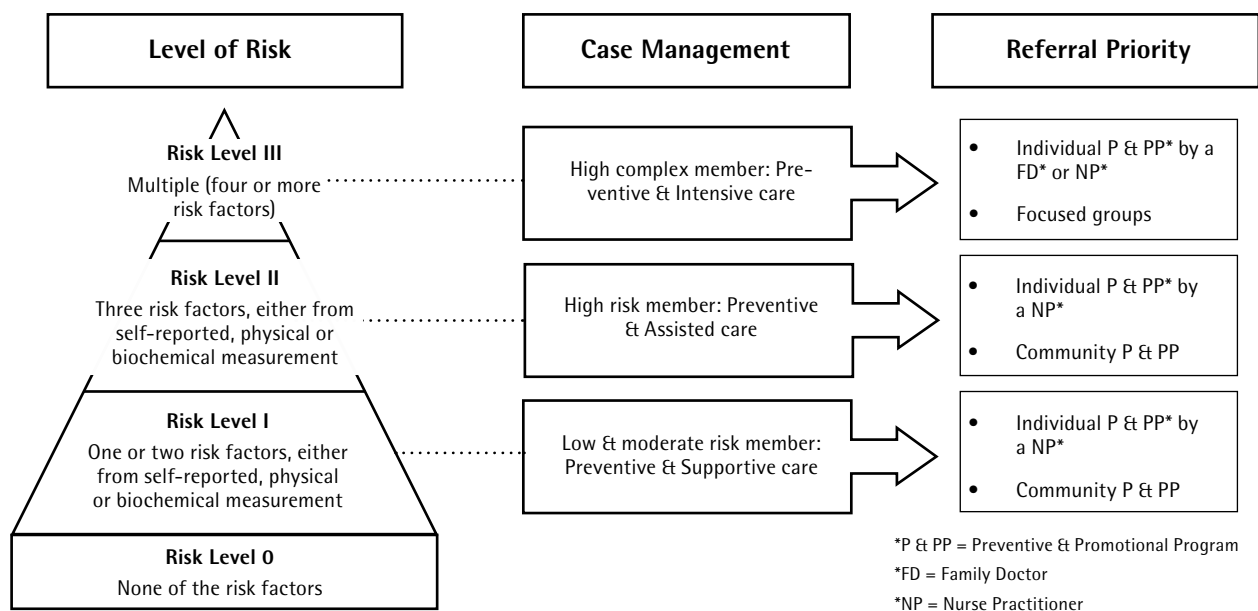 Level of Risk
Case Management
Referral Priority
Risk Level III
Multiple (four or more
risk factors)
High complex member: Pre-
ventive & Intensive care
• Individual P & PP* by a
FD* or NP*
• Focused groups
Risk Level II
Three risk factors, either from
self-reported, physical or
biochemical measurement
High risk member: Preventive
& Assisted care
• Individual P & PP* by
a NP*
• Community P & PP
Risk Level I
One or two risk factors, either
from self-reported, physical
or biochemical measurement
Low & moderate risk member:
Preventive & Supportive care
• Individual P & PP* by
a NP*
• Community P & PP
Risk Level 0
None of the risk factors
*P & PP = Preventive & Promotional Program
*FD = Family Doctor
*NP = Nurse Practitioner